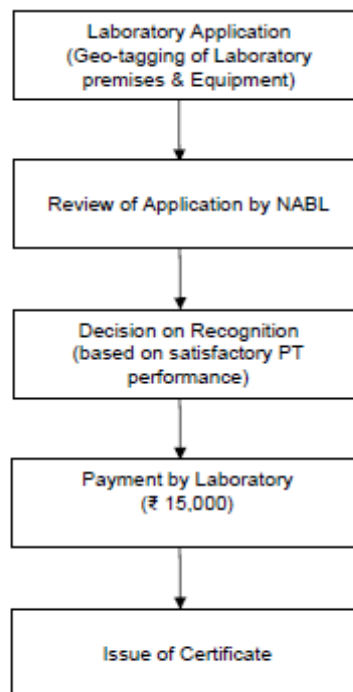 Laboratory Application
(Geo-tagging of Laboratory
premises & Equipment)
Review of Application by NABL
Decision on Recognition
(based on satisfactory PT
performance)
Payment by Laboratory
(₹ 15,000)
Issue of Certificate